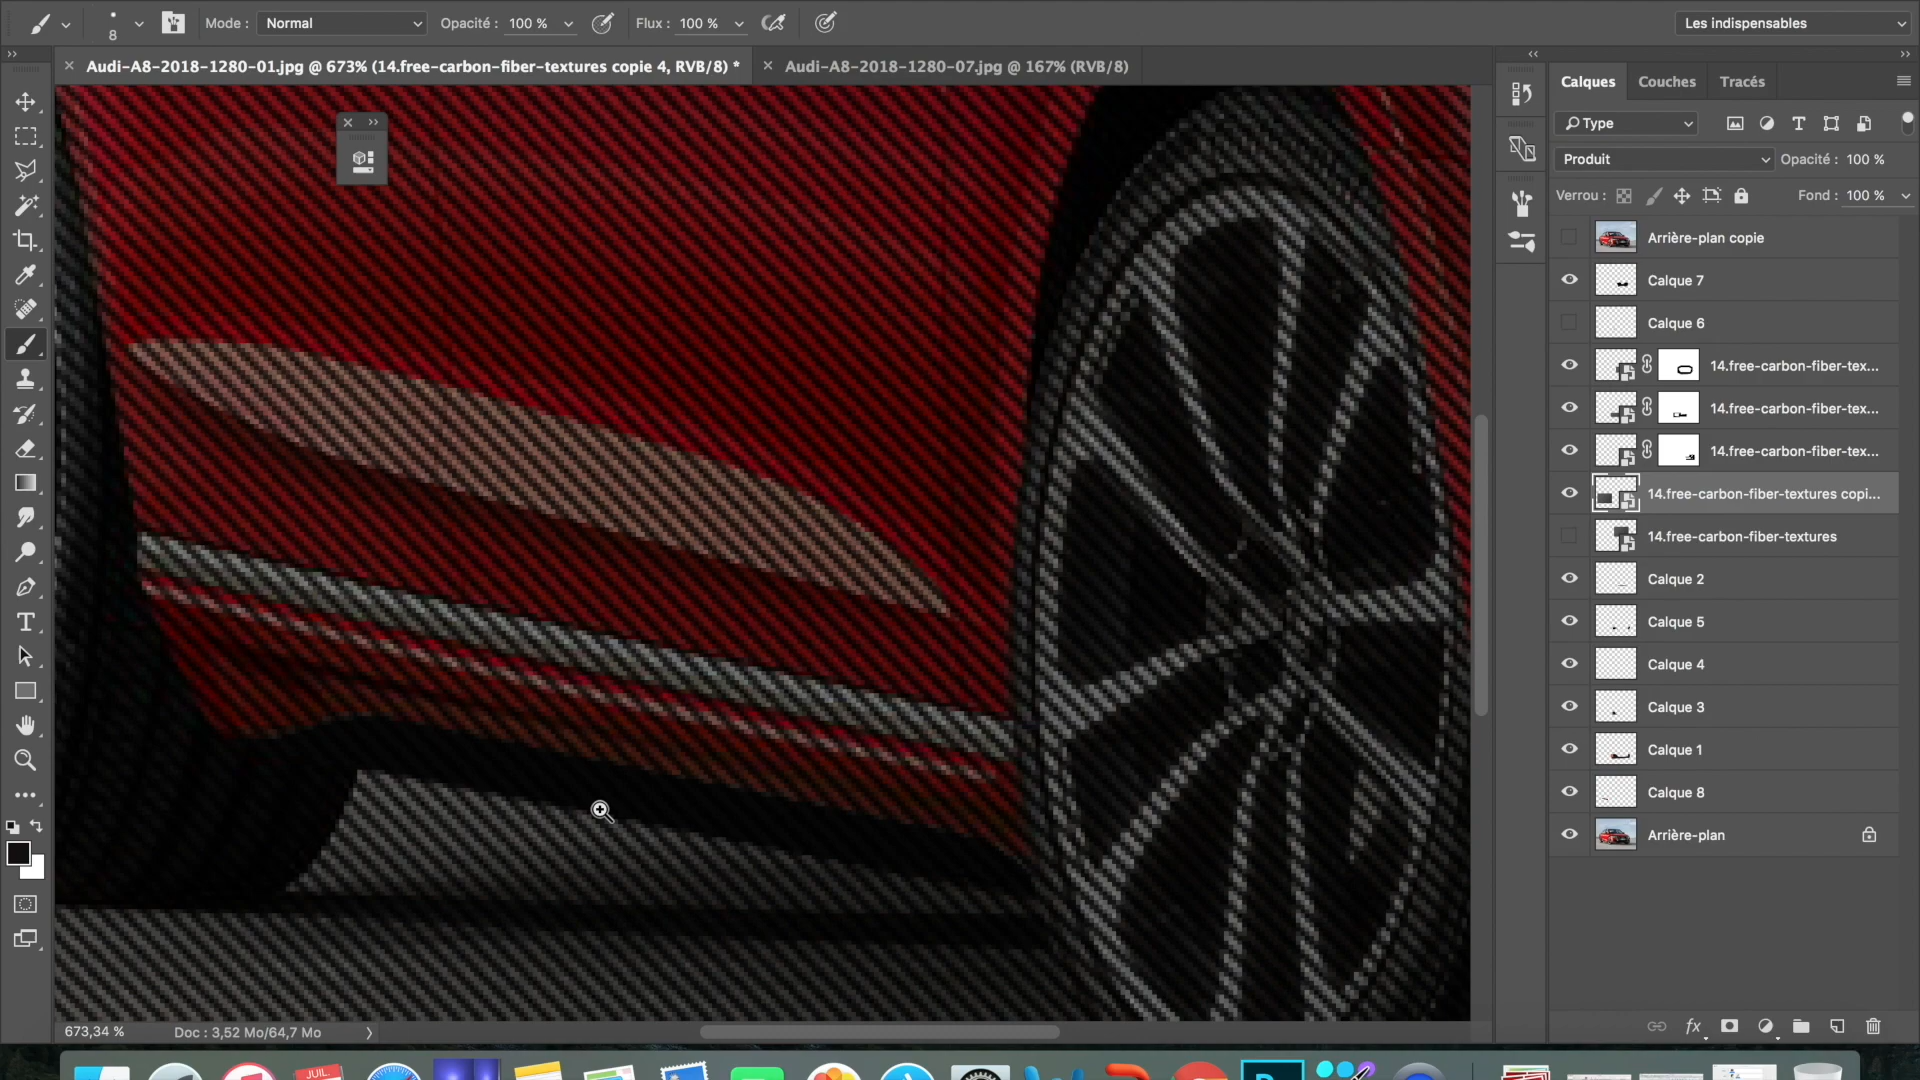 8
Mode :
Normal
Opacité :
100 %
Flux :
100 %
Les indispensables
Audi-A8-2018-1280-01.jpg @ 673% (14.free-carbon-fiber-textures copie 4, RVB/8) *
Audi-A8-2018-1280-07.jpg @ 167% (RVB/8)
Calques
Couches
Tracés
Type
Produit
Opacité :
100 %
Verrou :
Fond :
100 %
Arrière-plan copie
Calque 7
Calque 6
14.free-carbon-fiber-tex...
14.free-carbon-fiber-tex...
14.free-carbon-fiber-tex...
14.free-carbon-fiber-textures copi...
14.free-carbon-fiber-textures
Calque 2
Calque 5
Calque 4
Calque 3
Calque 1
Calque 8
Arrière-plan
fx
673,34 %
Doc : 3,52 Mo/64,7 Mo
JUIL.